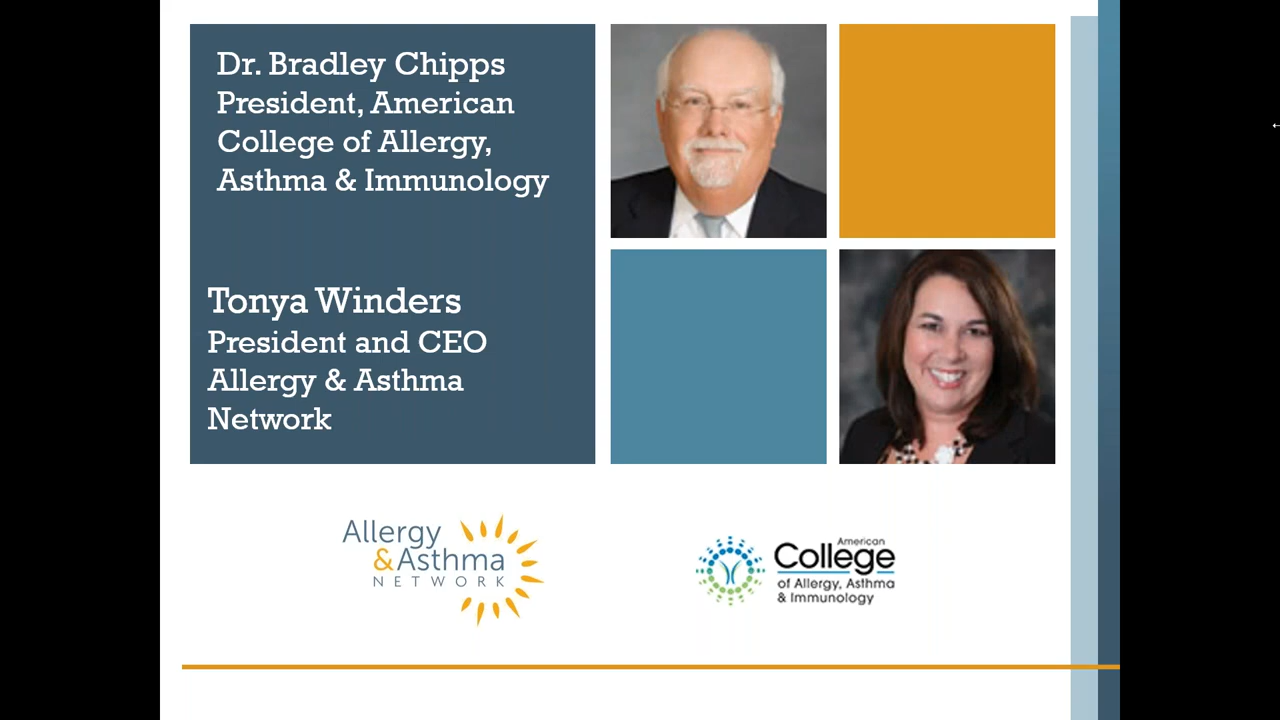 Dr. Bradley Chipps
President, American
College of Allergy,
Asthma & Immunology
Tonya Winders
President and CEO
Allergy & Asthma
Network
Allergy
&Asthma
NETWORK
American
College
of Allergy, Asthma
& Immunology